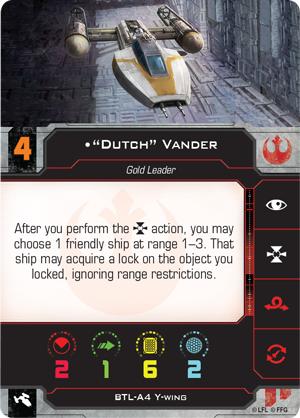 4
•“Dutch” Vander
Gold Leader
After you perform the action, you may
choose 1 friendly ship at range 1–3. That
ship may acquire a lock on the object you
locked, ignoring range restrictions.
2 1 6 2
BTL-A4 Y-wing
© LFL © FFG